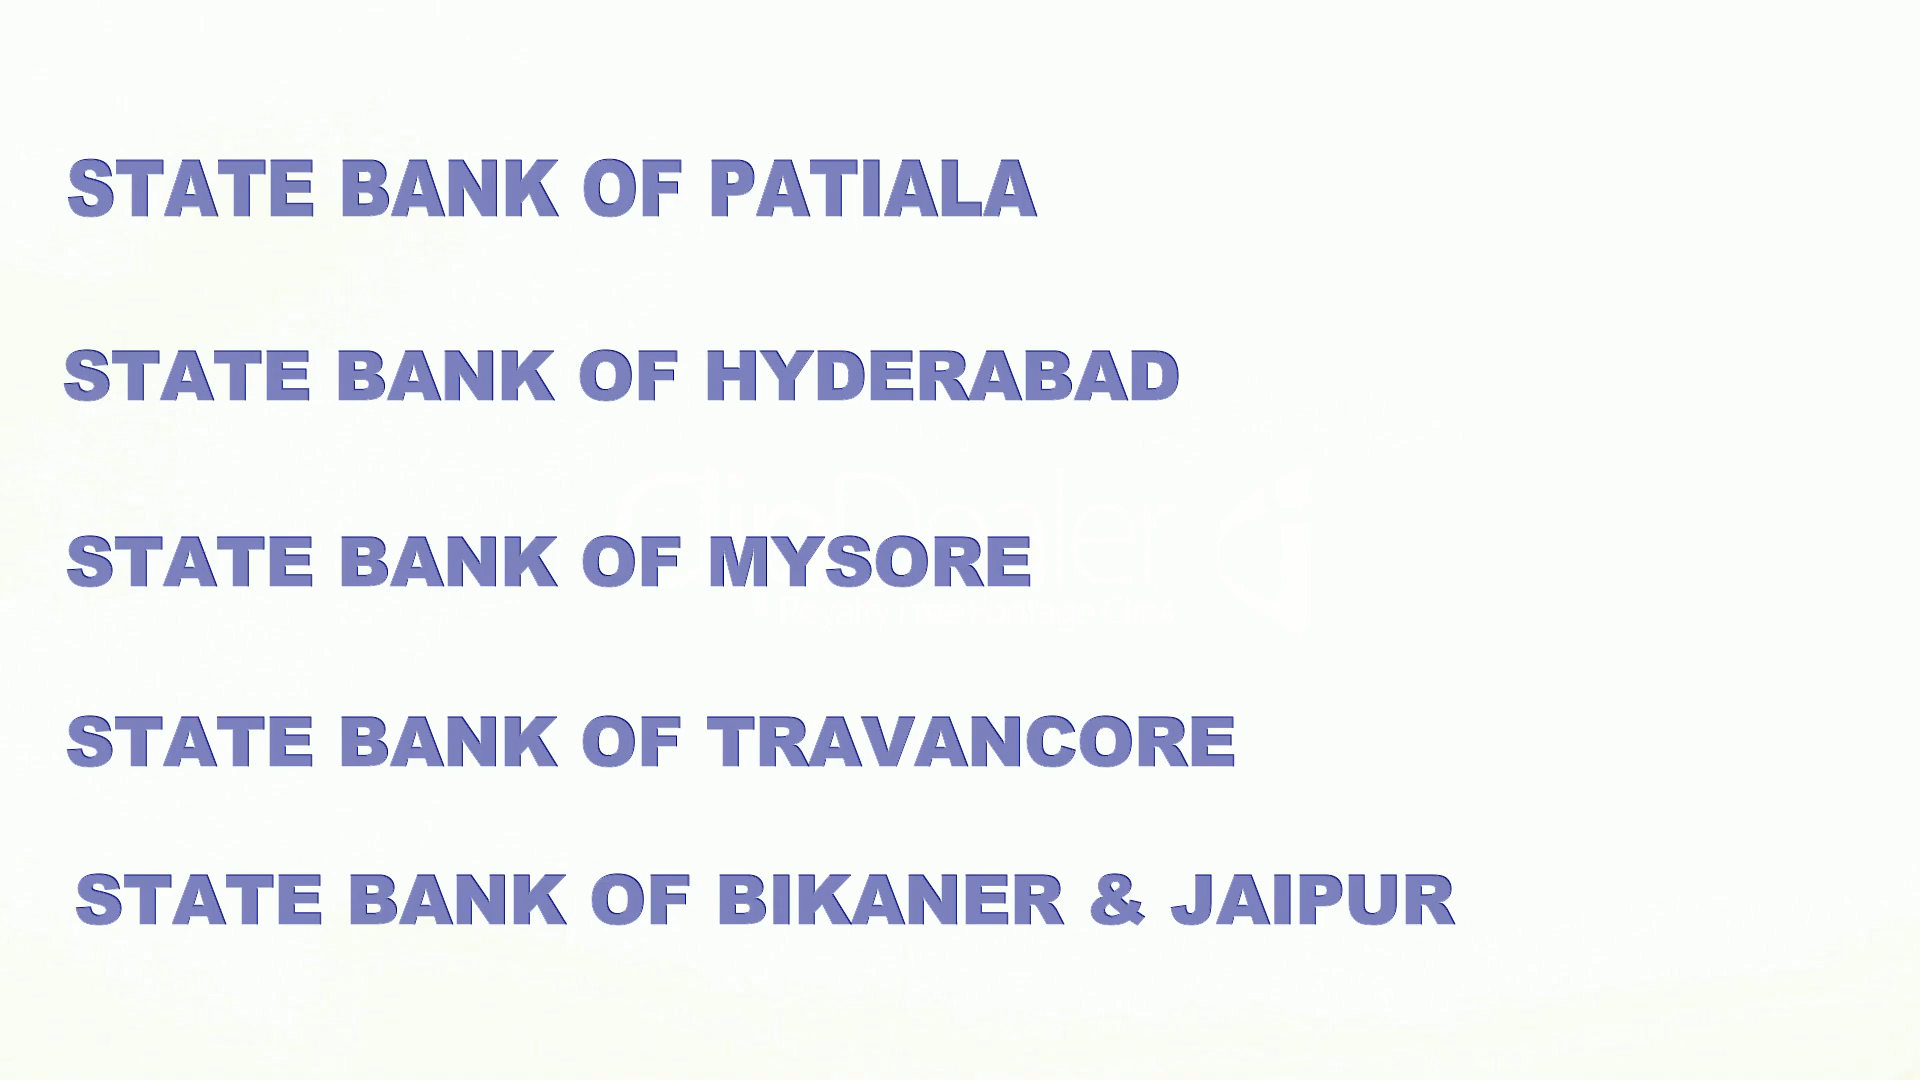 STATE BANK OF PATIALA
STATE BANK OF HYDERABAD
STATE BANK OF MYSORE
STATE BANK OF TRAVANCORE
STATE BANK OF BIKANER & JAIPUR